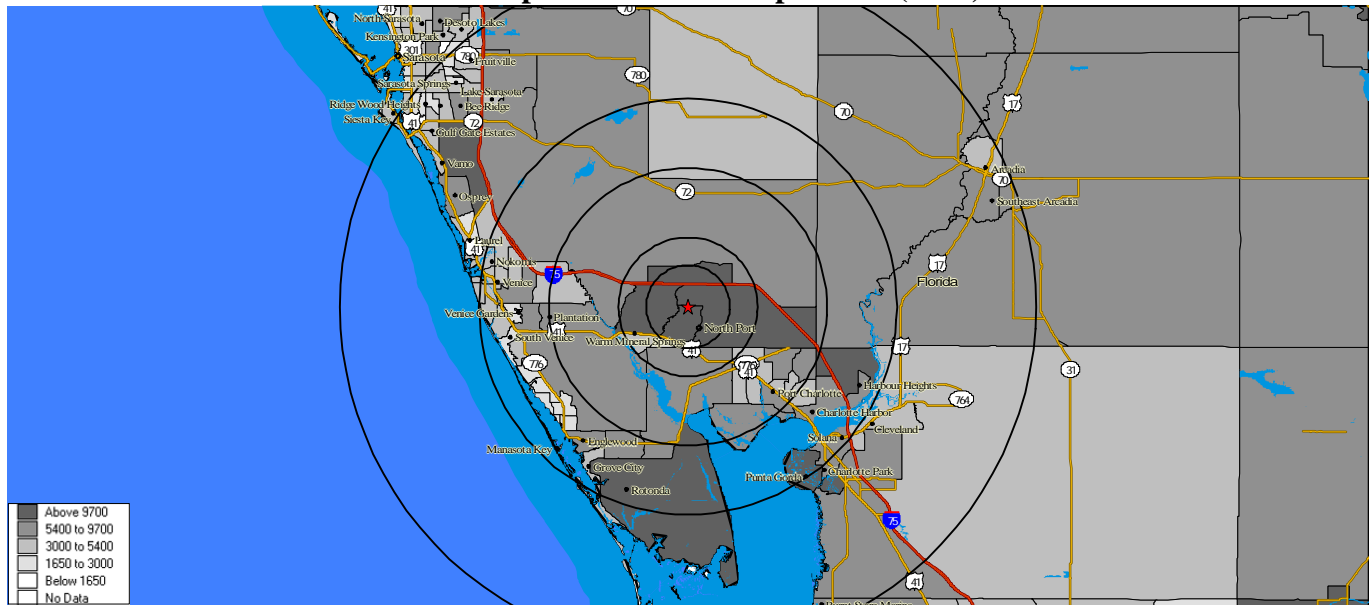 70
41
North Sarasota
Desoto Lakes
Kensington Park
301
Sarasota
780
Fruitville
780
Sarasota Springs
Lake Sarasota
Ridge Wood Heights
Bee Ridge
Siesta Key
41
72
Gulf Gate Estates
70
17
Vamo
Arcadia
70
72
Osprey
Southeast Arcadia
Laurel
41
Nokomis
17
75
Florida
Venice
Venice Gardens
Plantation
41
North Port
South Venice
Warm Mineral Springs
41
17
776
41
31
Harbour Heights
Port Charlotte
764
Charlotte Harbor
Cleveland
Solana
Englewood
Manasota Key
Grove City
Charlotte Park
Punta Gorda
Rotonda
75
41
Above 9700
5400 to 9700
3000 to 5400
1650 to 3000
Below 1650
No Data